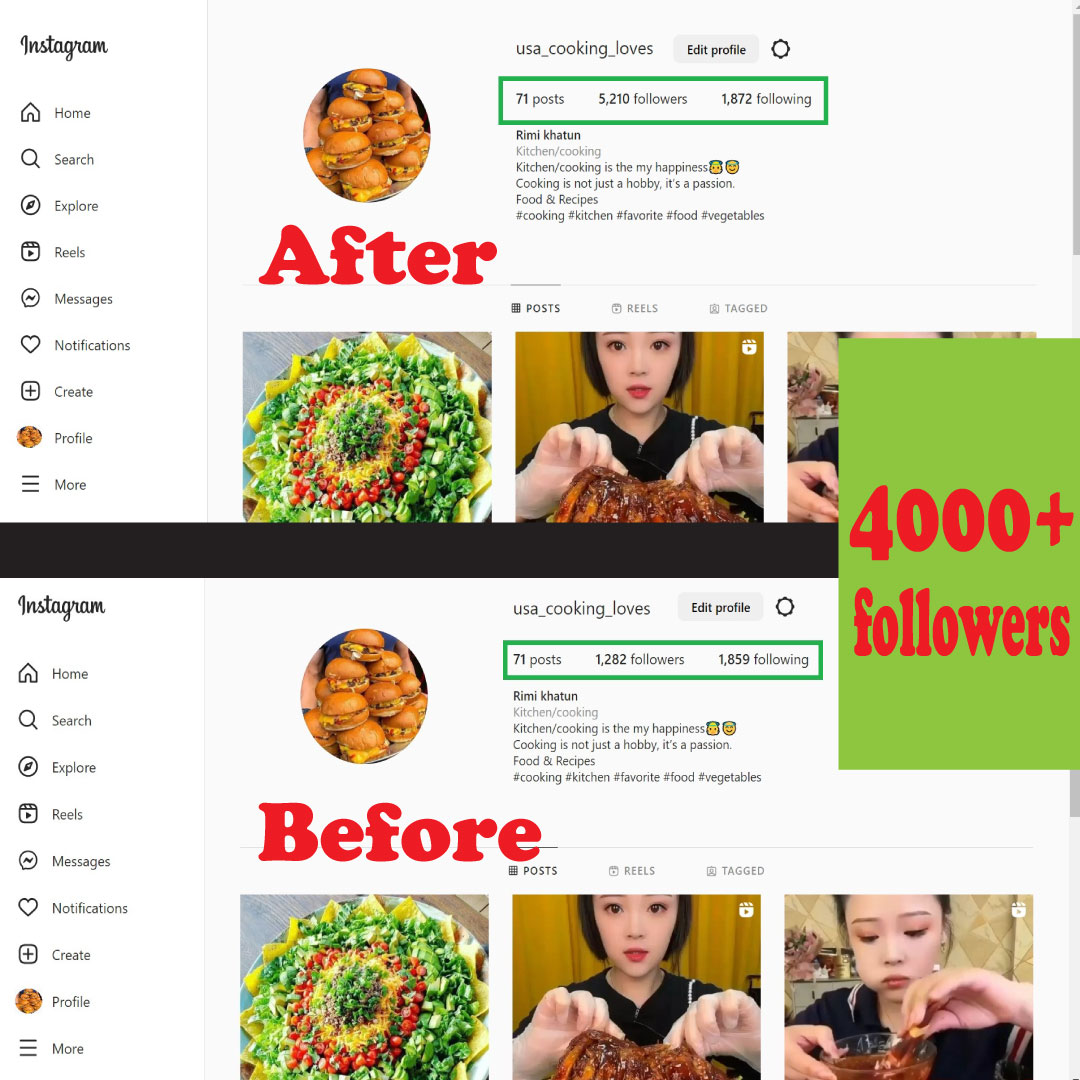 Instagram
Home
Search
Explore
Reels
Messages
Notifications
Create
Profile
More
usa_cooking_loves Edit profile
71 posts 5,210 followers 1,872 following
Rimi khatun
Kitchen/cooking
Kitchen/cooking is the my happiness😇😇
Cooking is not just a hobby, it's a passion.
Food & Recipes
#cooking #kitchen #favorite #food #vegetables
After
POSTS REELS TAGGED
4000+
followers
Instagram
Home
Search
Explore
Reels
Messages
Notifications
Create
Profile
More
usa_cooking_loves Edit profile
71 posts 1,282 followers 1,859 following
Rimi khatun
Kitchen/cooking
Kitchen/cooking is the my happiness😇😇
Cooking is not just a hobby, it's a passion.
Food & Recipes
#cooking #kitchen #favorite #food #vegetables
Before
POSTS REELS TAGGED